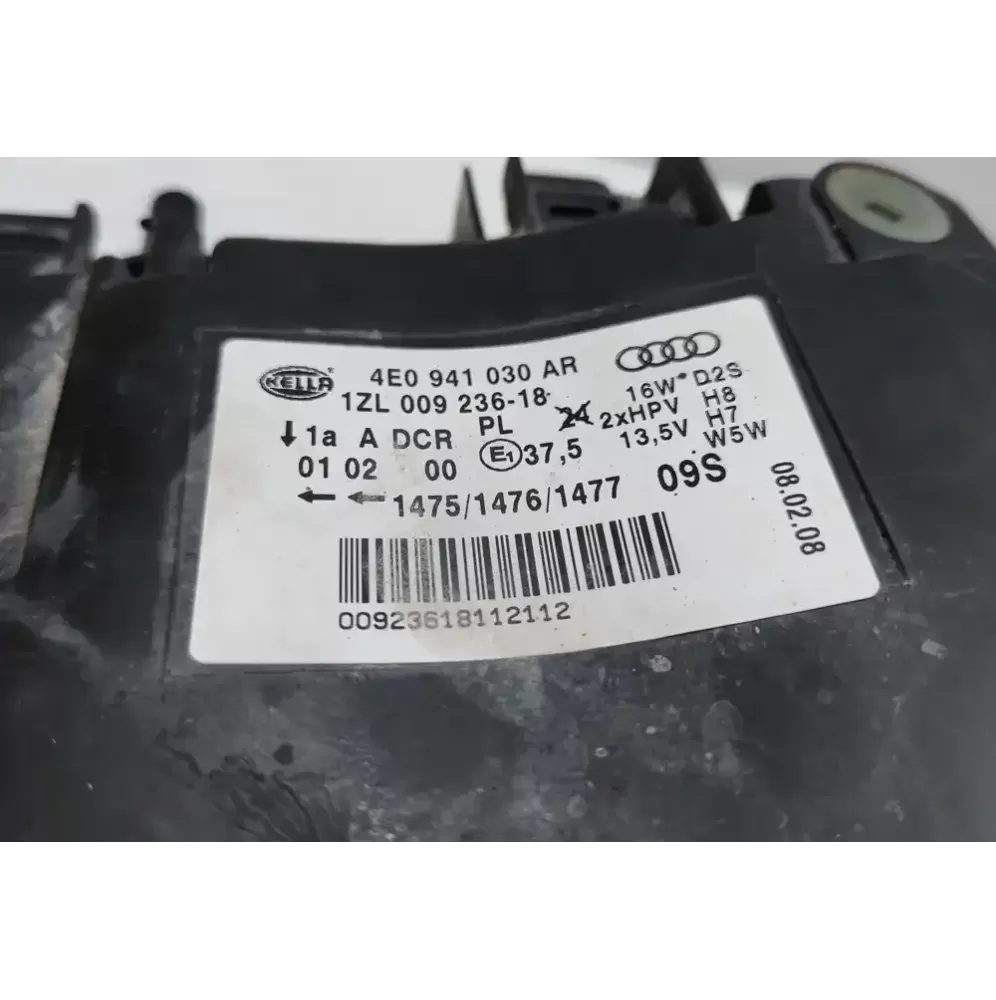 HELLA 4E0 941 030 AR
1ZL 009 236-18
16W D2S
PL 24 2xHPV H8
↓ 1a A DCR E1 37,5 13,5V H7
01 02 00 W5W
← ← 1475/1476/1477 09S
08.02.08
00923618112112